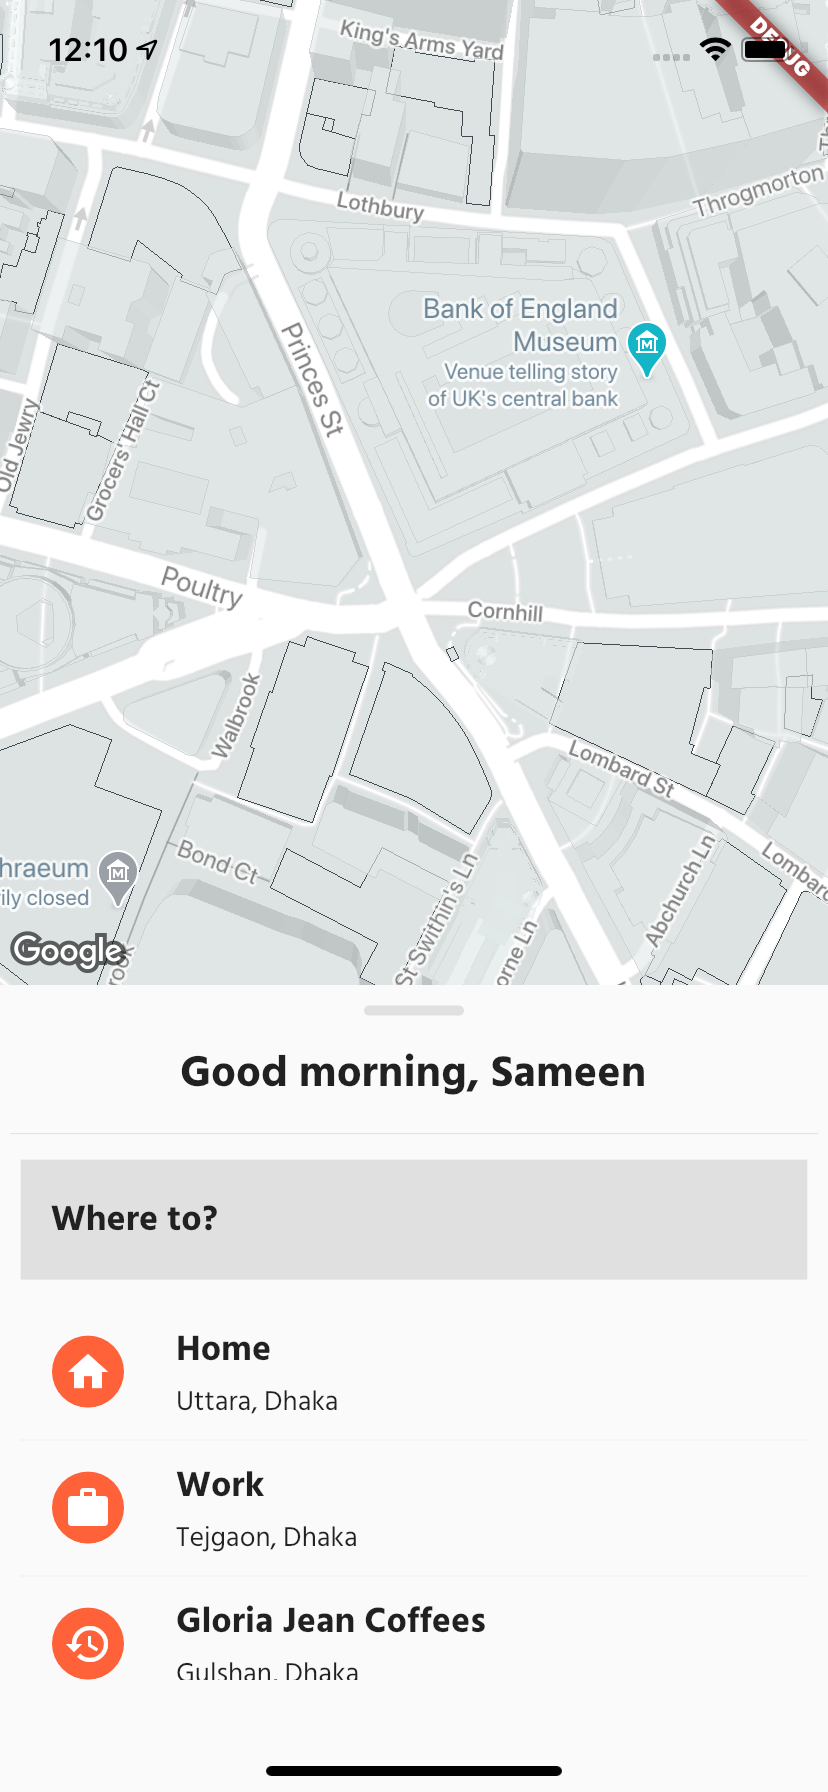 12:10
DEBUG
King's Arms Yard
Throgmorton
Lothbury
Bank of England
Museum
Venue telling story
of UK's central bank
Princes St
Old Jewry
Grocers' Hall Ct
Poultry
Cornhill
Walbrook
Lombard St
Bond Ct
Lombard
hraeum
ily closed
Abchurch Ln
St Swithin's Ln
orne Ln
rook
Google
Good morning, Sameen
Where to?
Home
Uttara, Dhaka
Work
Tejgaon, Dhaka
Gloria Jean Coffees
Gulshan, Dhaka